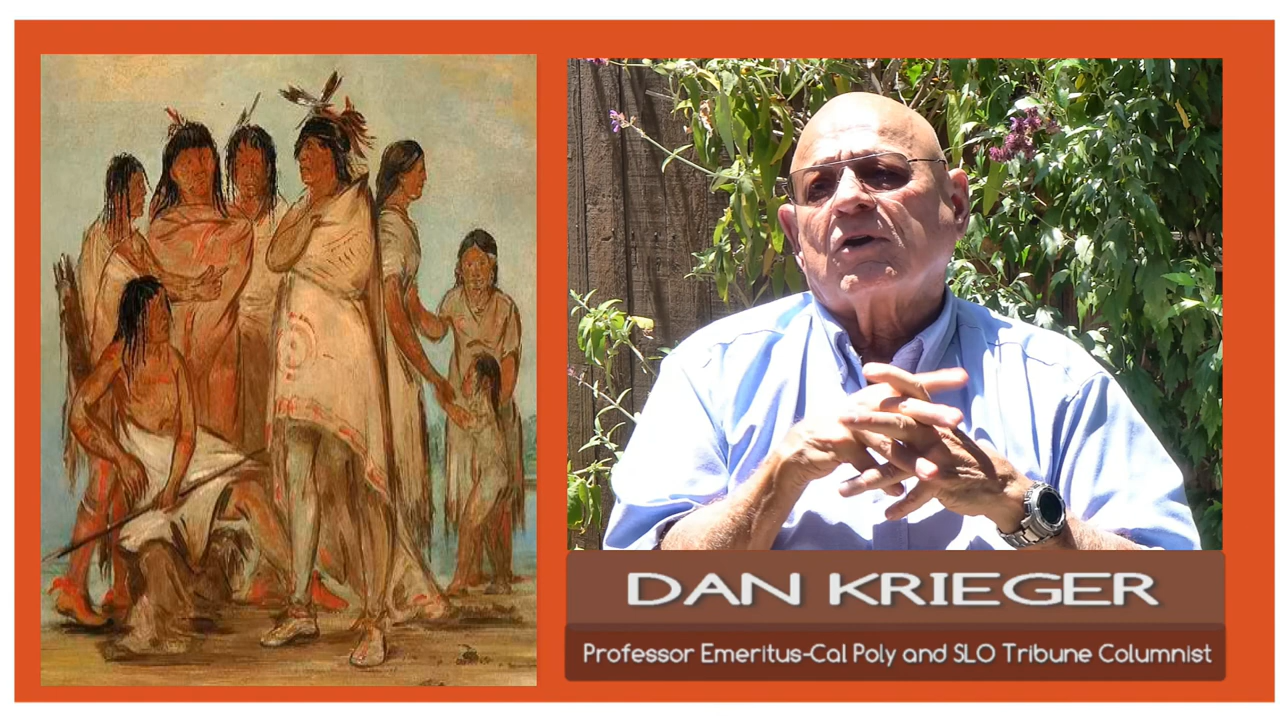 DAN KRIEGER
Professor Emeritus-Cal Poly and SLO Tribune Columnist